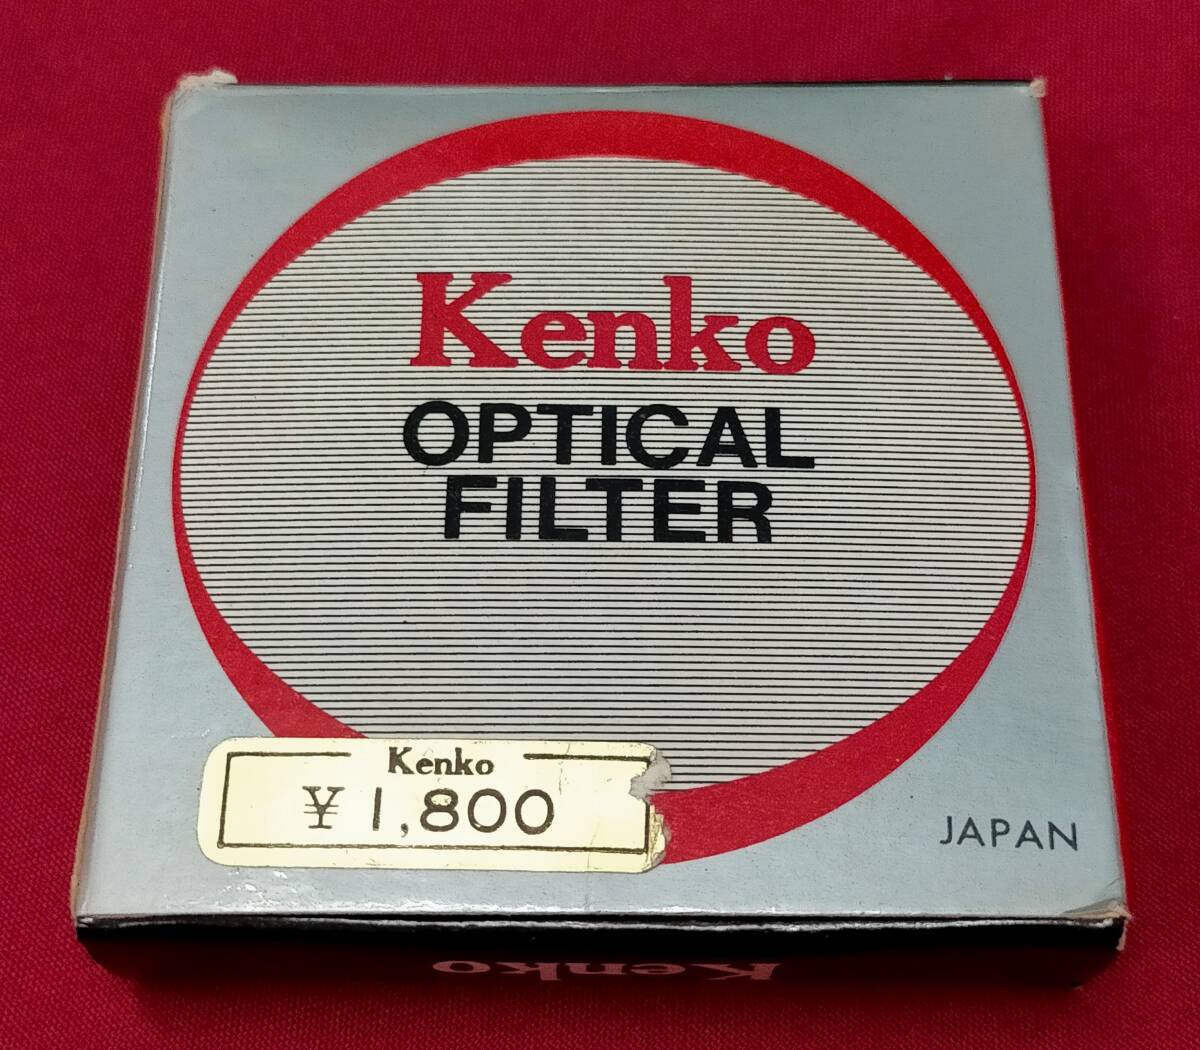 Kenko
OPTICAL
FILTER
Kenko
¥1,800
JAPAN
Kenko